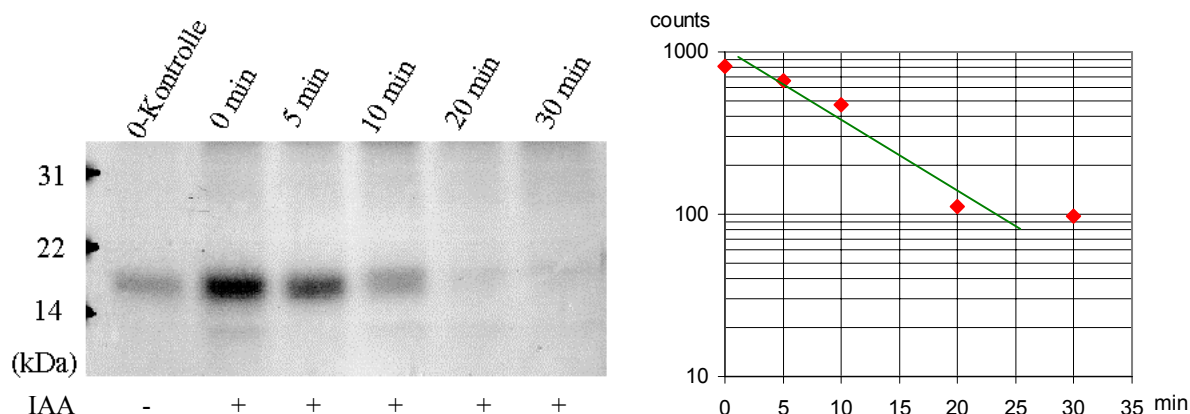 0-Kontrolle 0 min 5 min 10 min 20 min 30 min
31
22
14
(kDa)
IAA - + + + + +
counts
1000
100
10
0 5 10 15 20 25 30 35 min